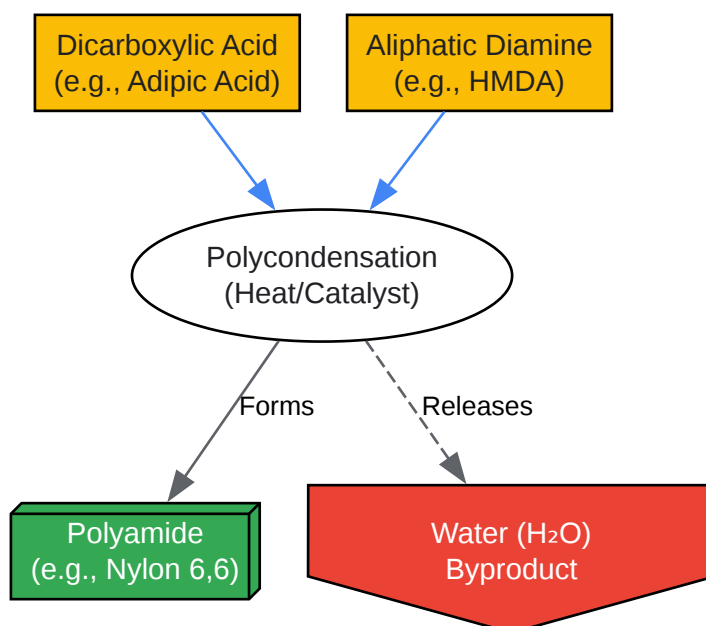 Dicarboxylic Acid
(e.g., Adipic Acid)
Aliphatic Diamine
(e.g., HMDA)
Polycondensation
(Heat/Catalyst)
Forms
Releases
Polyamide
(e.g., Nylon 6,6)
Water (H₂O)
Byproduct